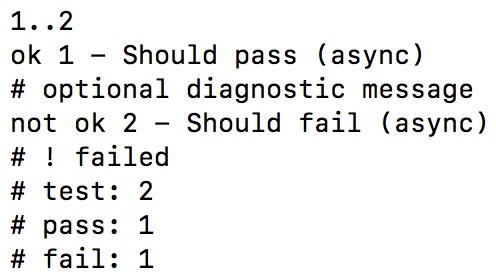 1..2
ok 1 – Should pass (async)
# optional diagnostic message
not ok 2 – Should fail (async)
# ! failed
# test: 2
# pass: 1
# fail: 1